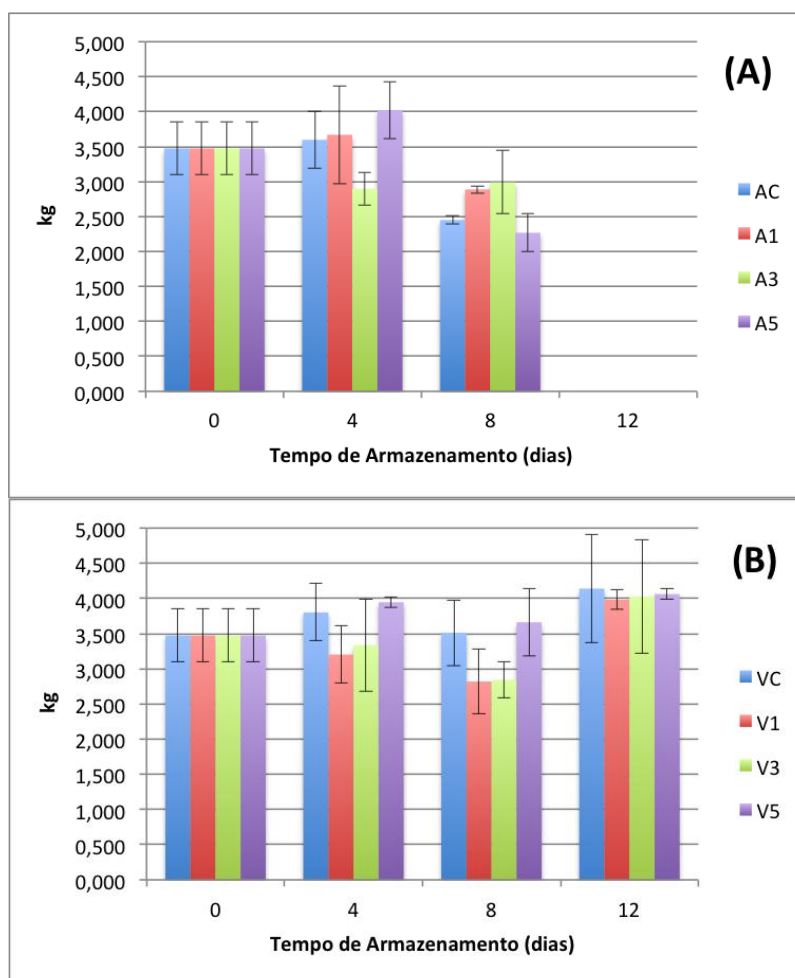 (A)
5,000
4,500
4,000
3,500
3,000
2,500
2,000
1,500
1,000
0,500
0,000
kg
0 4 8 12
Tempo de Armazenamento (dias)
AC
A1
A3
A5
(B)
5,000
4,500
4,000
3,500
3,000
2,500
2,000
1,500
1,000
0,500
0,000
kg
0 4 8 12
Tempo de Armazenamento (dias)
VC
V1
V3
V5